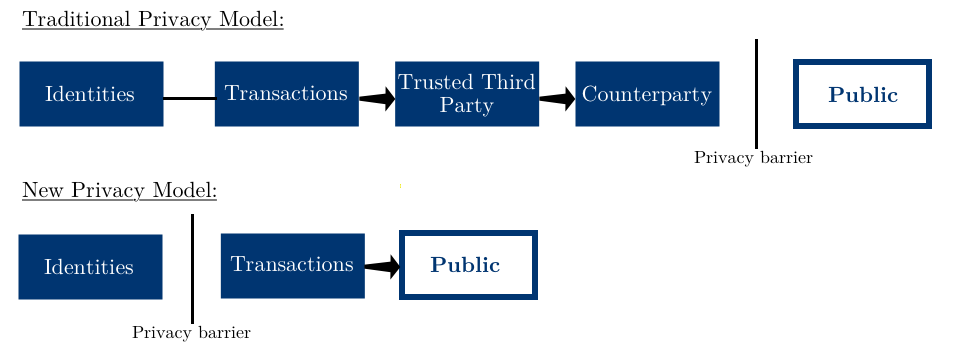 Traditional Privacy Model:
Identities
Transactions
Trusted Third
Party
Counterparty
Public
Privacy barrier
New Privacy Model:
Identities
Transactions
Public
Privacy barrier